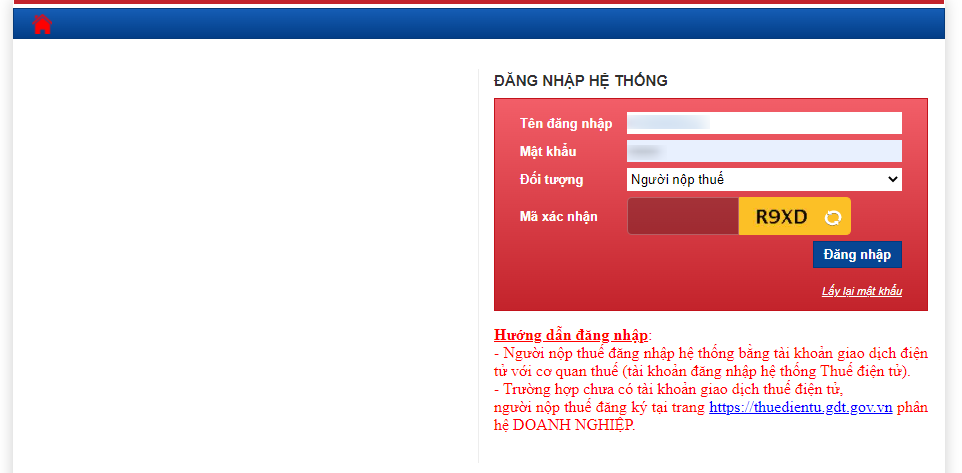 ĐĂNG NHẬP HỆ THỐNG
Tên đăng nhập
Mật khẩu
Đối tượng Người nộp thuế
Mã xác nhận R9XD
Đăng nhập
Lấy lại mật khẩu
Hướng dẫn đăng nhập:
- Người nộp thuế đăng nhập hệ thống bằng tài khoản giao dịch điện
tử với cơ quan thuế (tài khoản đăng nhập hệ thống Thuế điện tử).
- Trường hợp chưa có tài khoản giao dịch thuế điện tử,
người nộp thuế đăng ký tại trang https://thuedientu.gdt.gov.vn phân
hệ DOANH NGHIỆP.